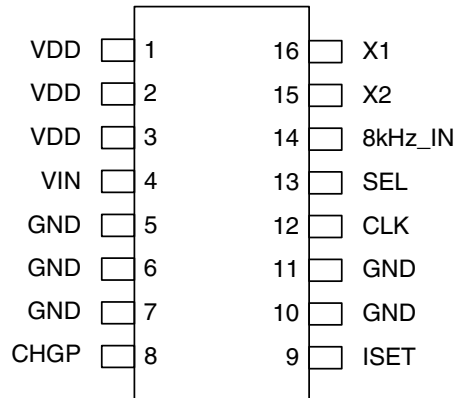 VDD 1 16 X1
VDD 2 15 X2
VDD 3 14 8kHz_IN
VIN 4 13 SEL
GND 5 12 CLK
GND 6 11 GND
GND 7 10 GND
CHGP 8 9 ISET